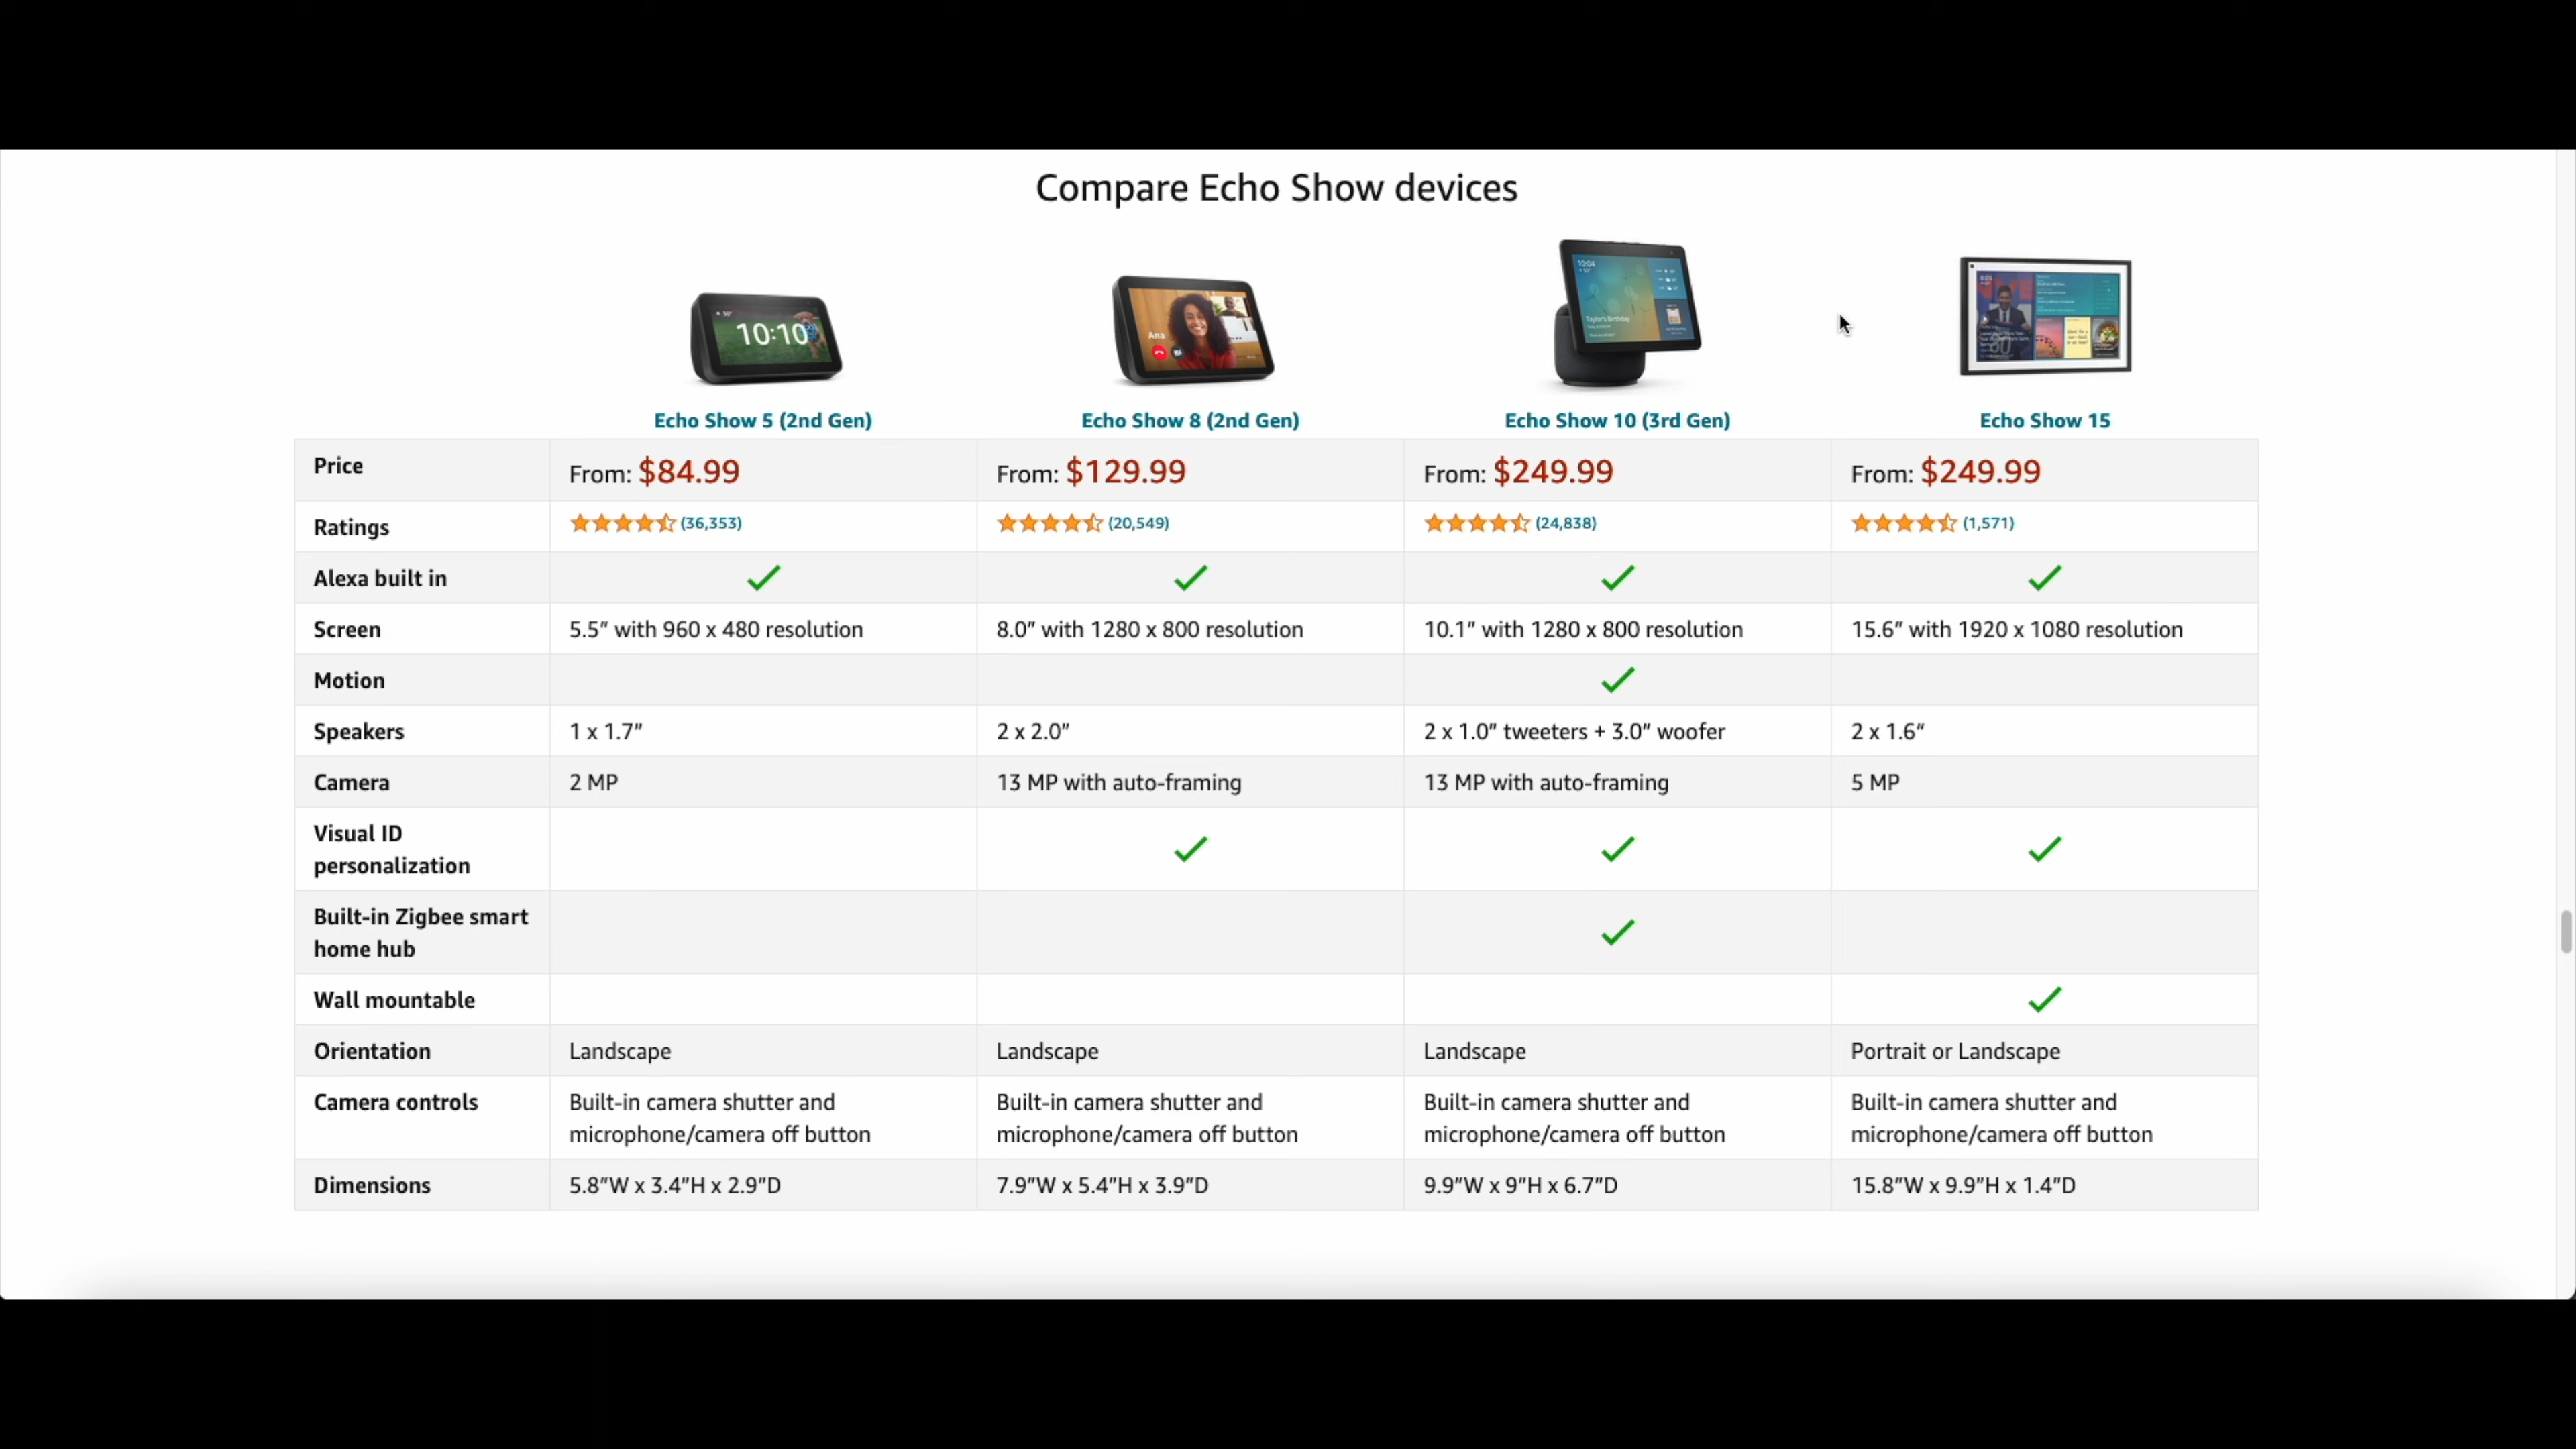 Compare Echo Show devices
10:10
Ana
10:04
Taylor's Birthday
Echo Show 5 (2nd Gen) Echo Show 8 (2nd Gen) Echo Show 10 (3rd Gen) Echo Show 15
Price From: $84.99 From: $129.99 From: $249.99 From: $249.99
Ratings (36,353) (20,549) (24,838) (1,571)
Alexa built in
Screen 5.5″ with 960 x 480 resolution 8.0″ with 1280 x 800 resolution 10.1″ with 1280 x 800 resolution 15.6″ with 1920 x 1080 resolution
Motion
Speakers 1 x 1.7″ 2 x 2.0″ 2 x 1.0″ tweeters + 3.0″ woofer 2 x 1.6“
Camera 2 MP 13 MP with auto-framing 13 MP with auto-framing 5 MP
Visual ID
personalization
Built-in Zigbee smart
home hub
Wall mountable
Orientation Landscape Landscape Landscape Portrait or Landscape
Camera controls Built-in camera shutter and Built-in camera shutter and Built-in camera shutter and Built-in camera shutter and
microphone/camera off button microphone/camera off button microphone/camera off button microphone/camera off button
Dimensions 5.8″W x 3.4″H x 2.9″D 7.9″W x 5.4″H x 3.9″D 9.9″W x 9″H x 6.7″D 15.8″W x 9.9″H x 1.4″D